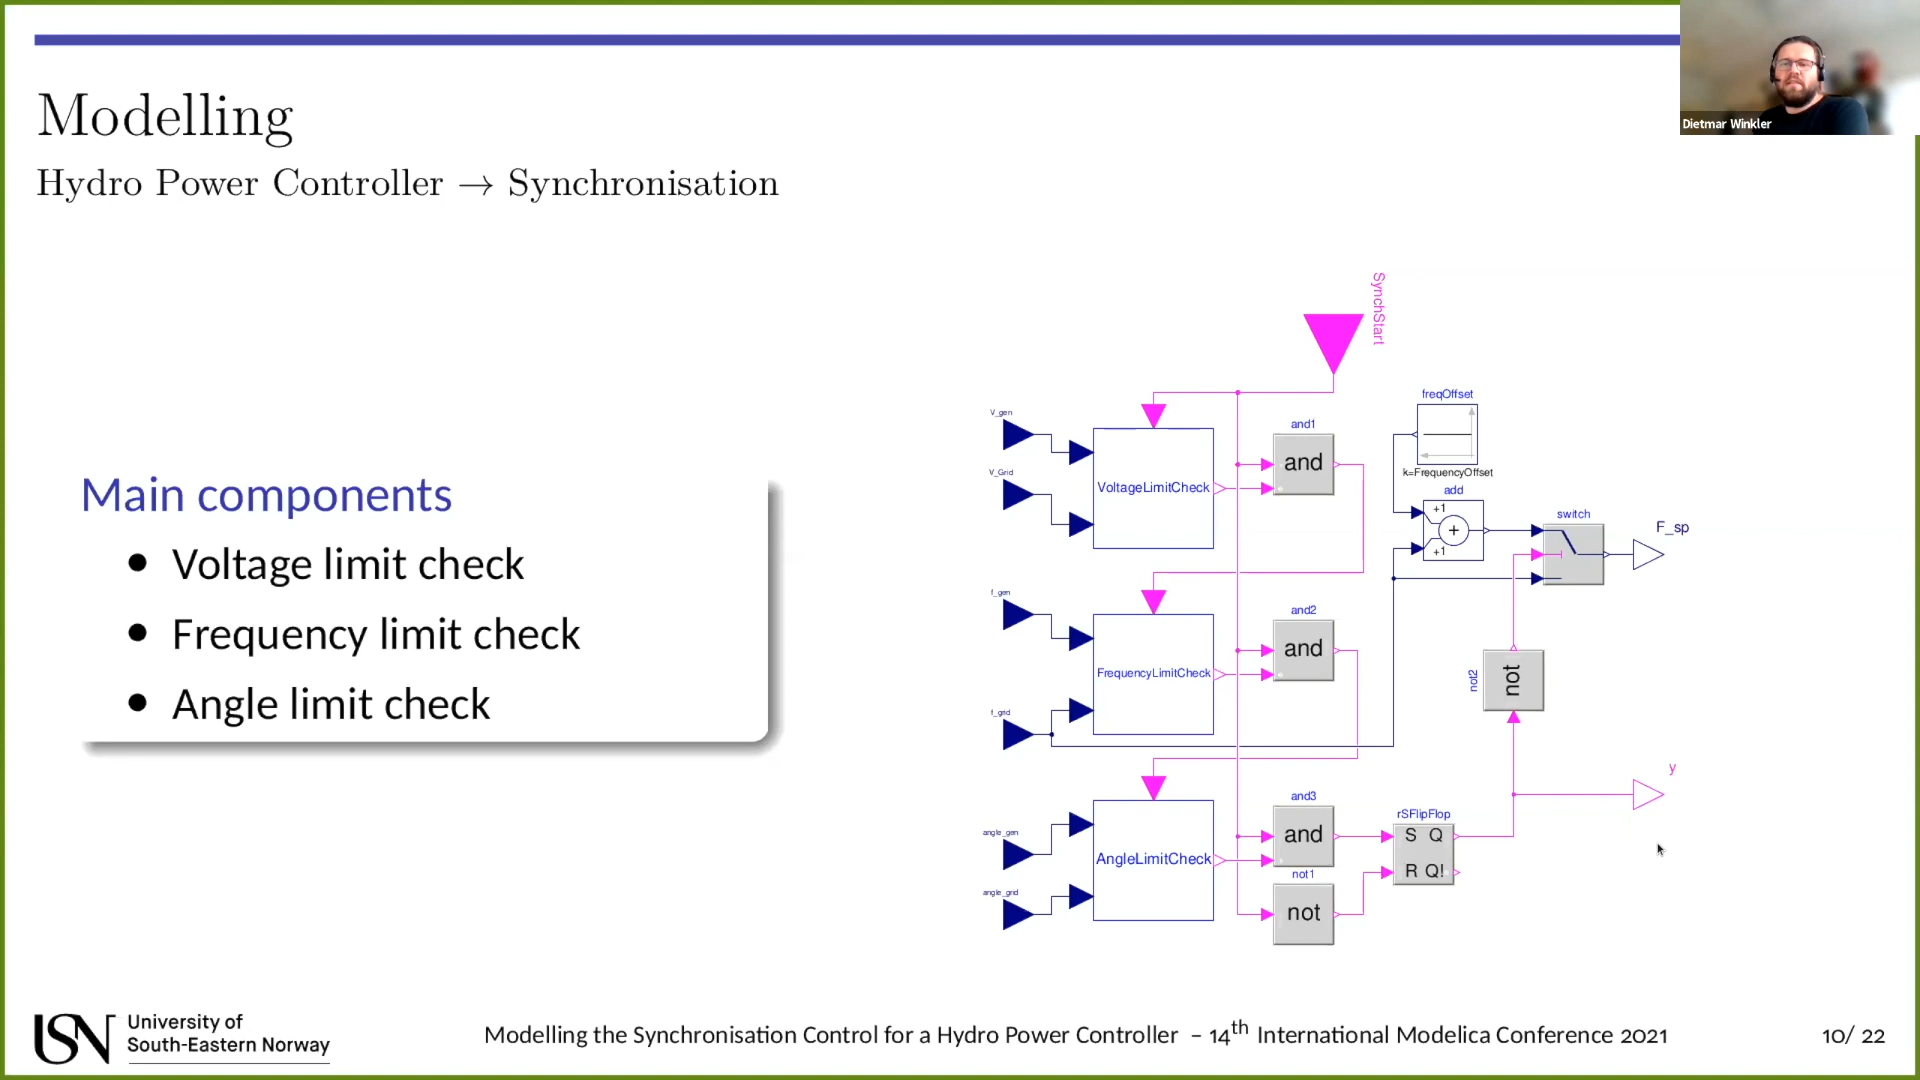 Dietmar Winkler
Modelling
Hydro Power Controller → Synchronisation
Main components
• Voltage limit check
• Frequency limit check
• Angle limit check
SynchStart
V_gen
V_Grid
VoltageLimitCheck
and1
and
freqOffset
k=FrequencyOffset
add
+1
+
+1
switch
F_sp
f_gen
f_grid
FrequencyLimitCheck
and2
and
not2
not
angle_gen
angle_grid
AngleLimitCheck
and3
and
not1
not
rSFlipFlop
S Q
R Q!
y
USN University of
South-Eastern Norway
Modelling the Synchronisation Control for a Hydro Power Controller – 14th International Modelica Conference 2021
10/ 22